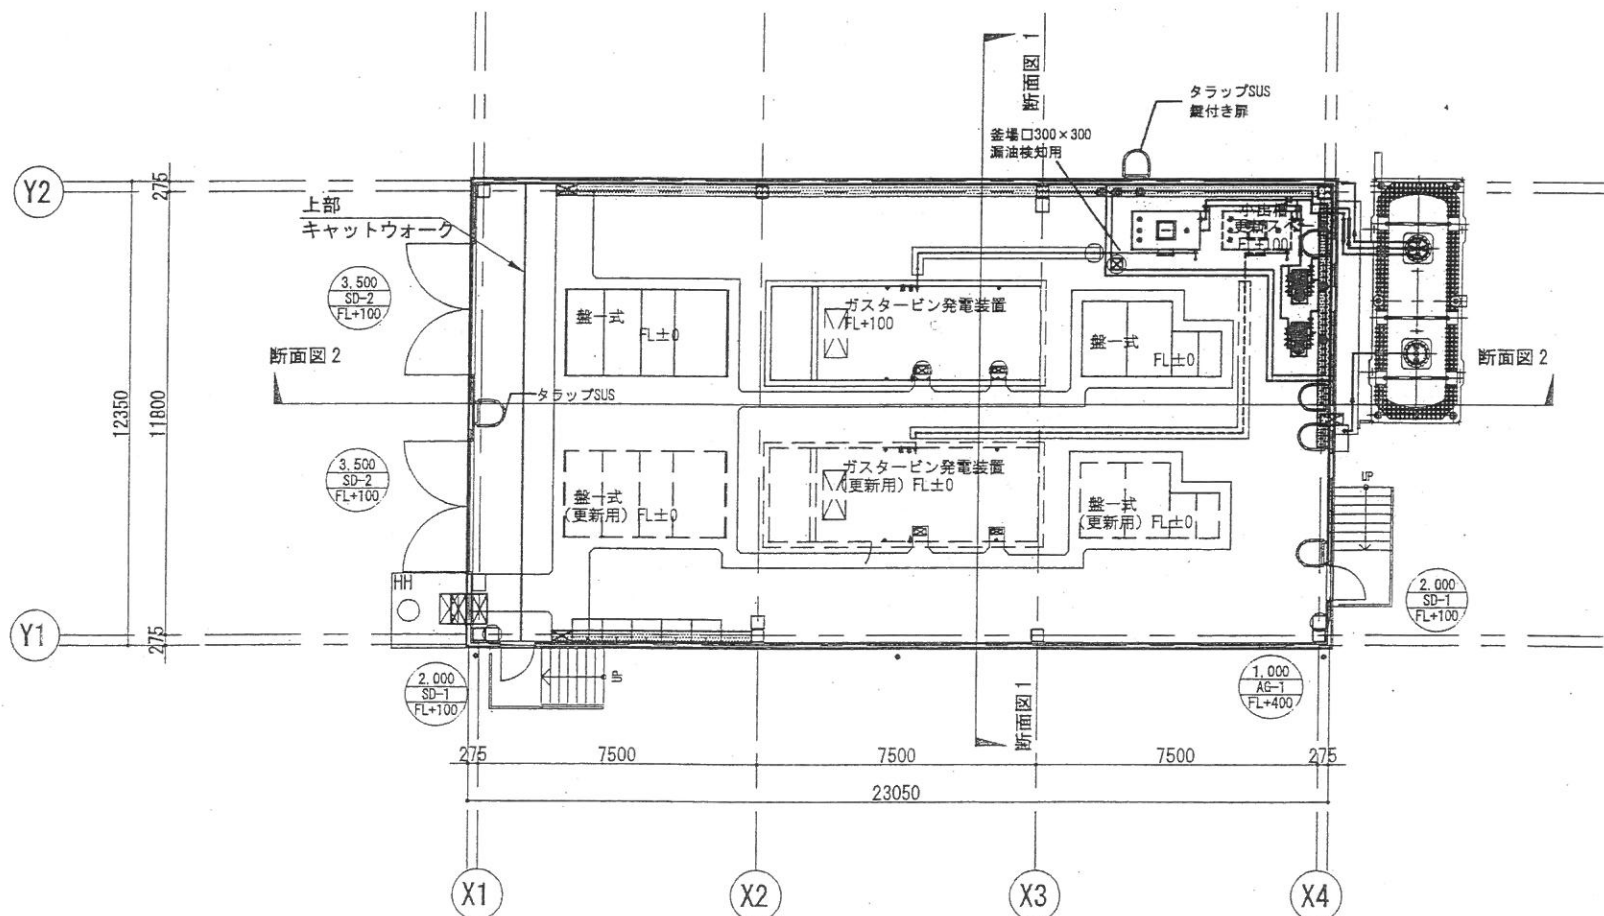 断面図 1
タラップSUS
鍵付き扉
釜場口300×300
漏油検知用
Y2
275
上部
キャットウォーク
更新ス
3,500
SD-2
FL+100
盤一式
FL±0
ガスタービン発電装置
FL+100
盤一式
FL±0
断面図 2
断面図 2
タラップSUS
12350
11800
3,500
SD-2
FL+100
盤一式
(更新用) FL±0
ガスタービン発電装置
(更新用) FL±0
盤一式
(更新用) FL±0
UP
HH
2,000
SD-1
FL+100
Y1
275
2,000
SD-1
FL+100
UP
1,000
AG-1
FL+400
断面図 1
275
7500
7500
7500
275
23050
X1
X2
X3
X4